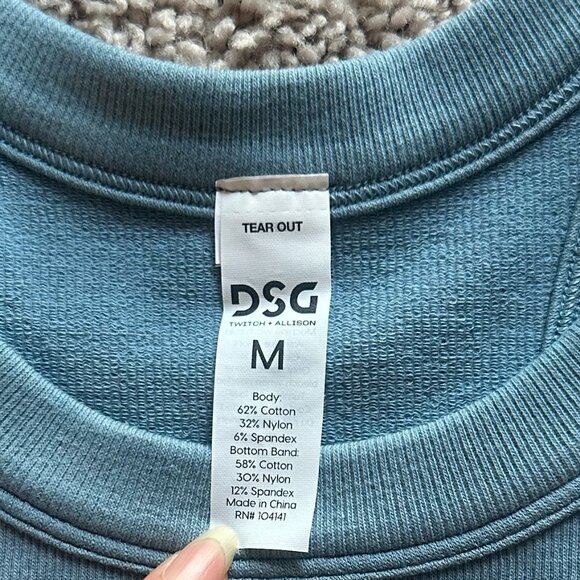 TEAR OUT
DSG
TWITCH + ALLISON
M
Body:
62% Cotton
32% Nylon
6% Spandex
Bottom Band:
58% Cotton
30% Nylon
12% Spandex
Made in China
RN# 104141